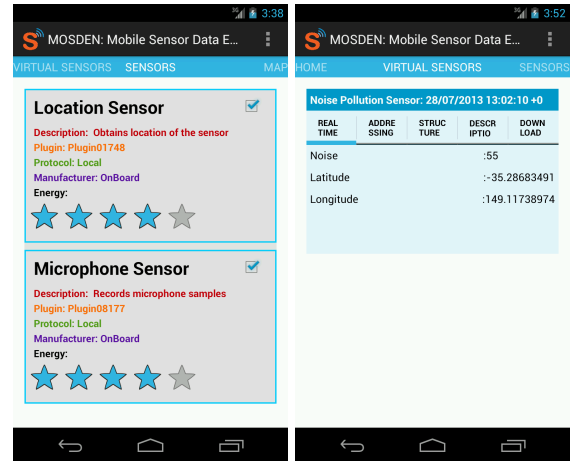 3G 3:38
MOSDEN: Mobile Sensor Data E...
VIRTUAL SENSORS SENSORS MAP
Location Sensor
Description: Obtains location of the sensor
Plugin: Plugin01748
Protocol: Local
Manufacturer: OnBoard
Energy:
Microphone Sensor
Description: Records microphone samples
Plugin: Plugin08177
Protocol: Local
Manufacturer: OnBoard
Energy:
3G 3:52
MOSDEN: Mobile Sensor Data E...
HOME VIRTUAL SENSORS SENSORS
Noise Pollution Sensor: 28/07/2013 13:02:10 +0
REAL ADDRE STRUC DESCR DOWN
TIME SSING TURE IPTIO LOAD
Noise :55
Latitude :-35.28683491
Longitude :149.11738974